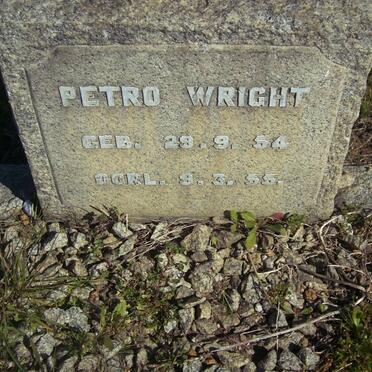 PETRO WRIGHT
GEB. 29.9.54
OORL. 9.3.55.